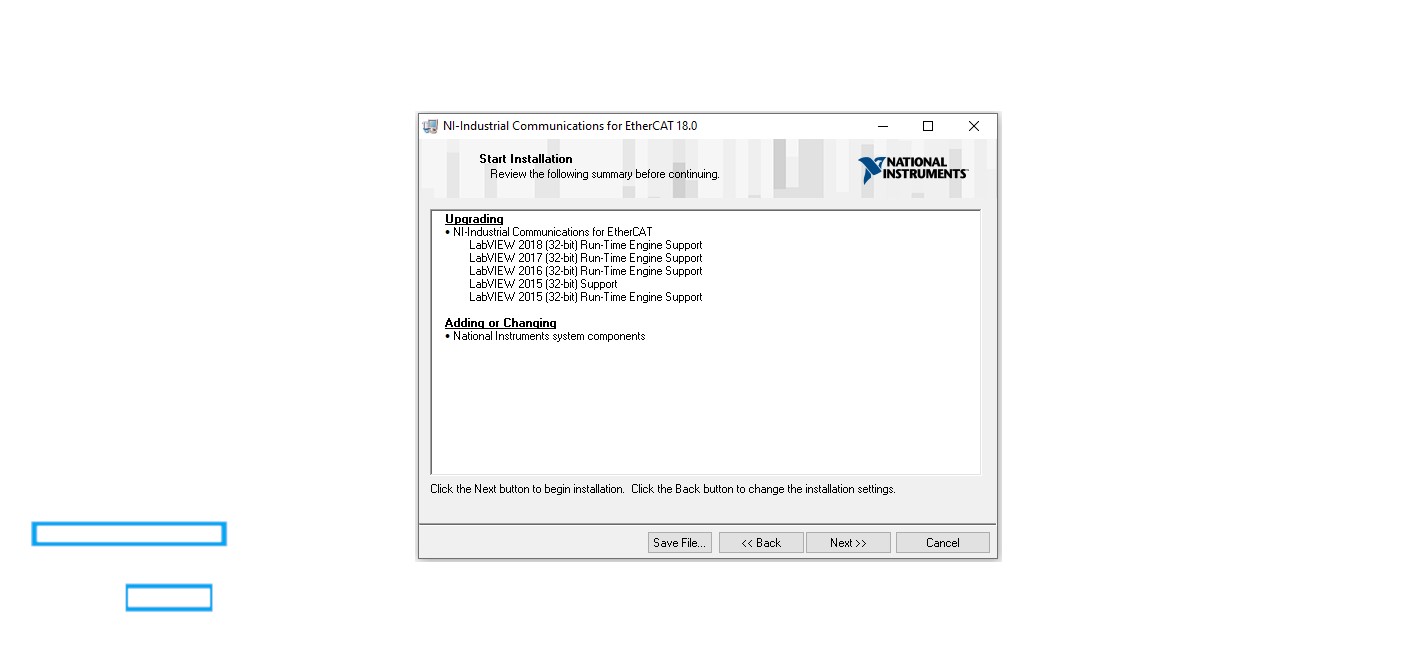 NI-Industrial Communications for EtherCAT 18.0
Start Installation
Review the following summary before continuing.
NATIONAL
INSTRUMENTS™
Upgrading
• NI-Industrial Communications for EtherCAT
LabVIEW 2018 (32-bit) Run-Time Engine Support
LabVIEW 2017 (32-bit) Run-Time Engine Support
LabVIEW 2016 (32-bit) Run-Time Engine Support
LabVIEW 2015 (32-bit) Support
LabVIEW 2015 (32-bit) Run-Time Engine Support
Adding or Changing
• National Instruments system components
Click the Next button to begin installation.  Click the Back button to change the installation settings.
Save File... << Back Next >> Cancel